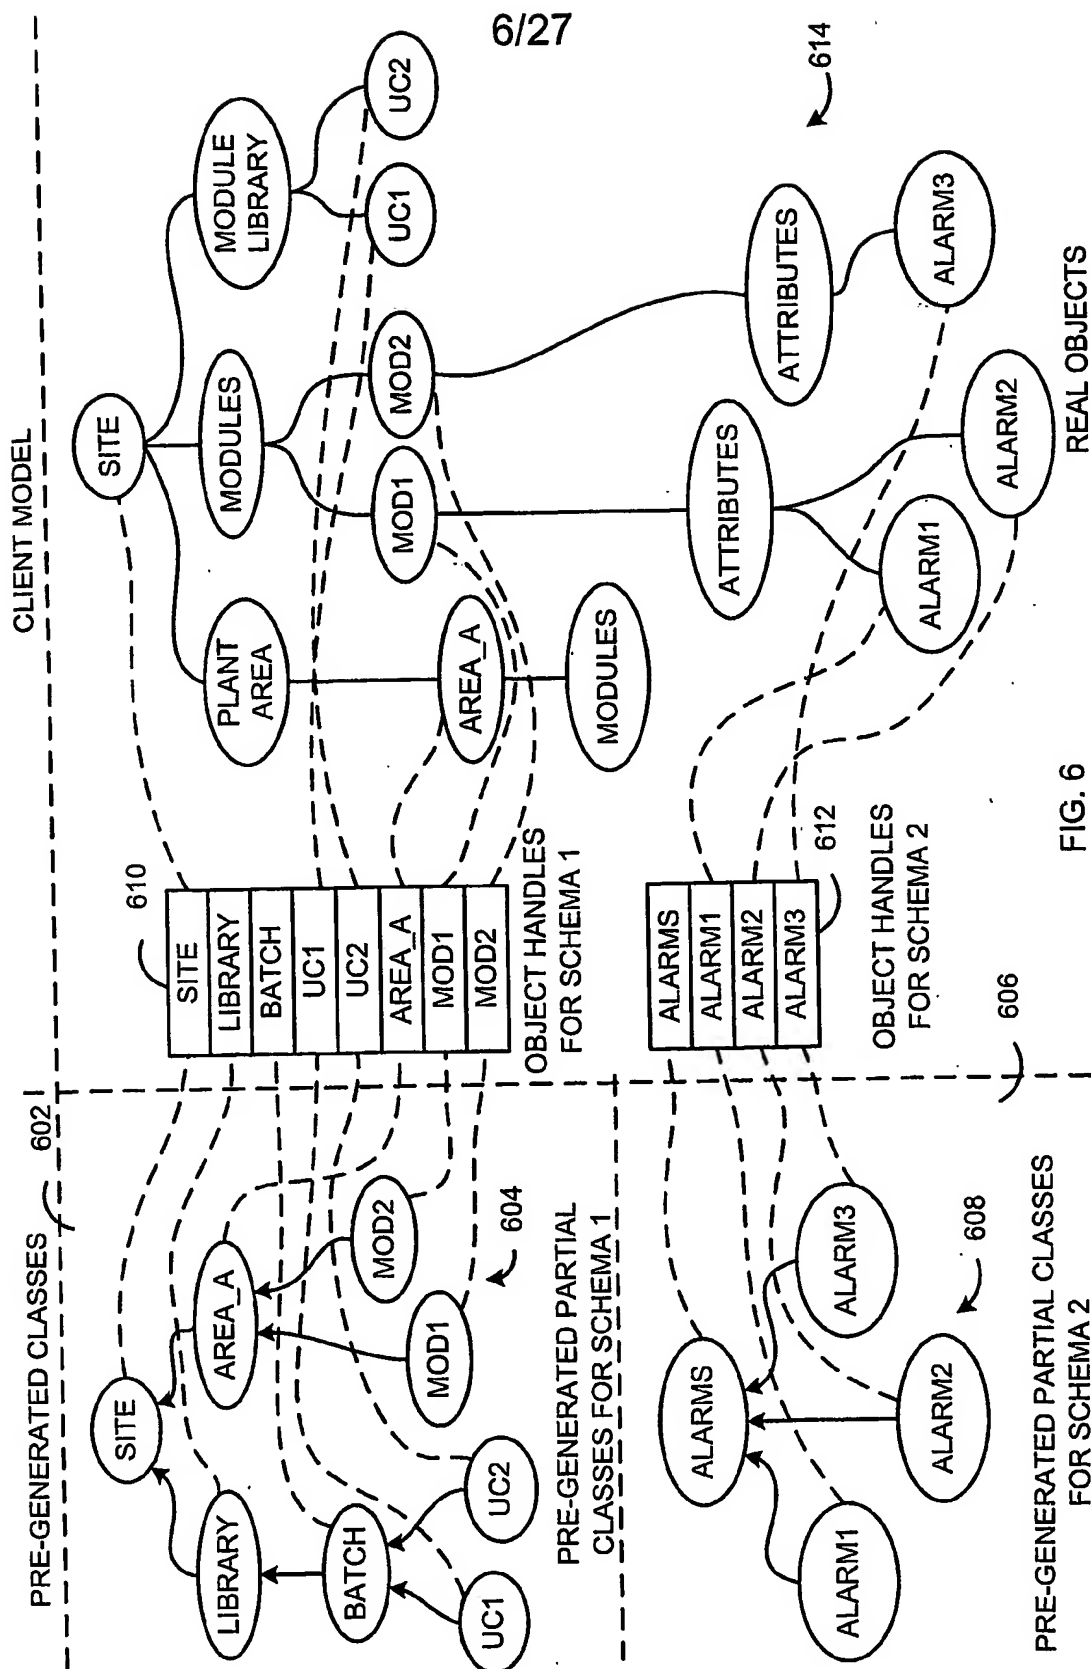 6/27
PRE-GENERATED CLASSES
602
CLIENT MODEL
SITE
LIBRARY
AREA_A
BATCH
MOD2
MOD1
UC1
UC2
604
PRE-GENERATED PARTIAL
CLASSES FOR SCHEMA 1
ALARMS
ALARM1
ALARM2
ALARM3
608
PRE-GENERATED PARTIAL CLASSES
FOR SCHEMA 2
606
610
SITE
LIBRARY
BATCH
UC1
UC2
AREA_A
MOD1
MOD2
OBJECT HANDLES
FOR SCHEMA 1
ALARMS
ALARM1
ALARM2
ALARM3
612
OBJECT HANDLES
FOR SCHEMA 2
SITE
PLANT
AREA
MODULES
MODULE
LIBRARY
MOD1
MOD2
UC1
UC2
AREA_A
MODULES
ATTRIBUTES
ATTRIBUTES
ALARM1
ALARM2
ALARM3
614
REAL OBJECTS
FIG. 6